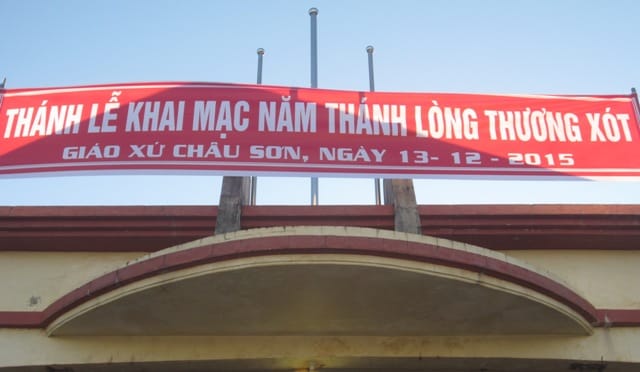 THÁNH LỄ KHAI MẠC NĂM THÁNH LÒNG THƯƠNG XÓT
GIÁO XỨ CHÂU SƠN, NGÀY 13- 12 - 2015